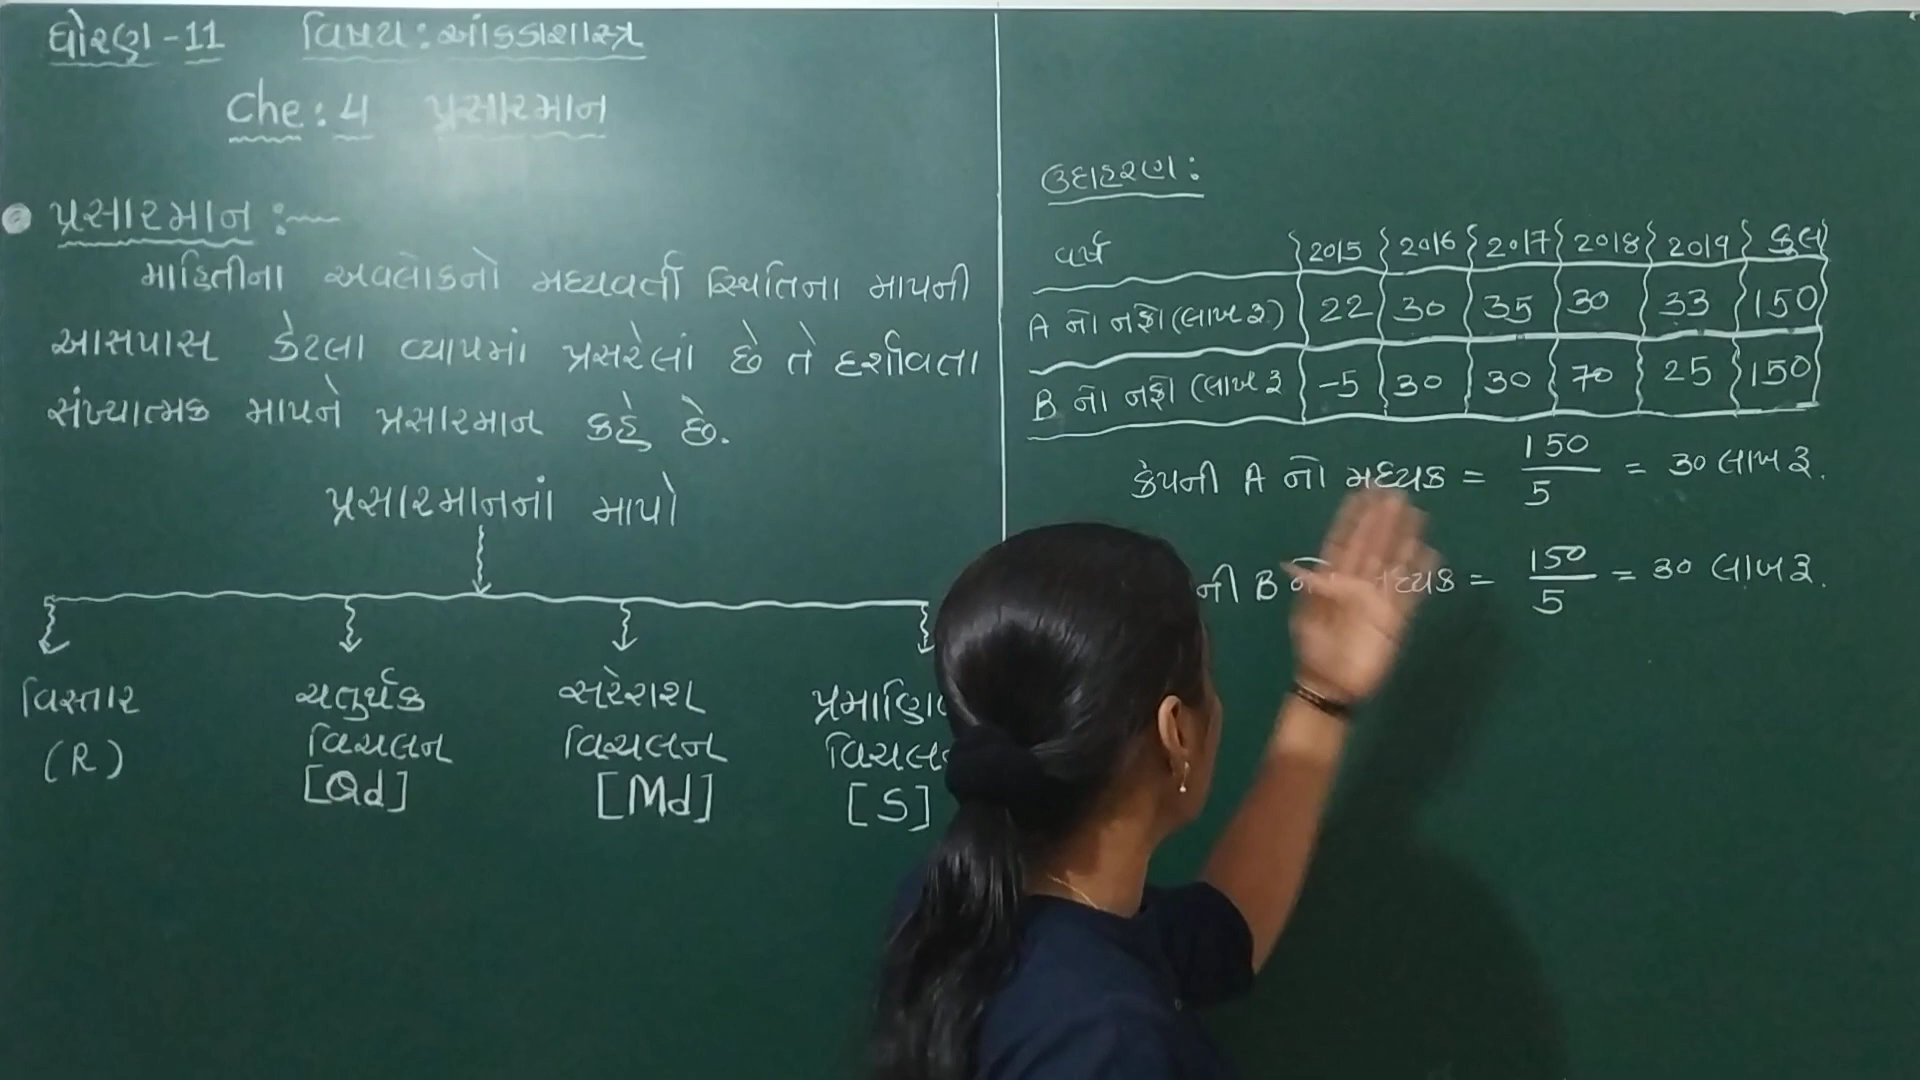 ધોરણ -11 વિષય : આંકડાશાસ્ત્ર
Che : 4 પ્રસારમાન
પ્રસારમાન :-
માહિતીના અવલોકનો મધ્યવર્તી સ્થિતિના માપની
આસપાસ કેટલા વ્યાપમાં પ્રસરેલાં છે તે દર્શાવતા
સંખ્યાત્મક માપને પ્રસારમાન કહે છે.
પ્રસારમાનનાં માપો
વિસ્તાર (R)
ચતુર્થક વિચલન [Qd]
સરેરાશ વિચલન [Md]
[S]
ઉદાહરણ :
વર્ષ 2015 2016 2017 2018 2019 કુલ
A નો નફો (લાખ રૂ) 22 30 35 30 33 150
B નો નફો (લાખ રૂ -5 30 30 70 25 150
કંપની A નો મધ્યક = 150/5 = 30 લાખ રૂ.
ની B = 150/5 = 30 લાખ રૂ.